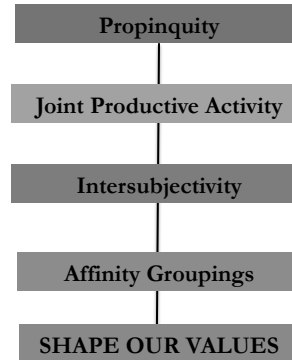 Propinquity
Joint Productive Activity
Intersubjectivity
Affinity Groupings
SHAPE OUR VALUES